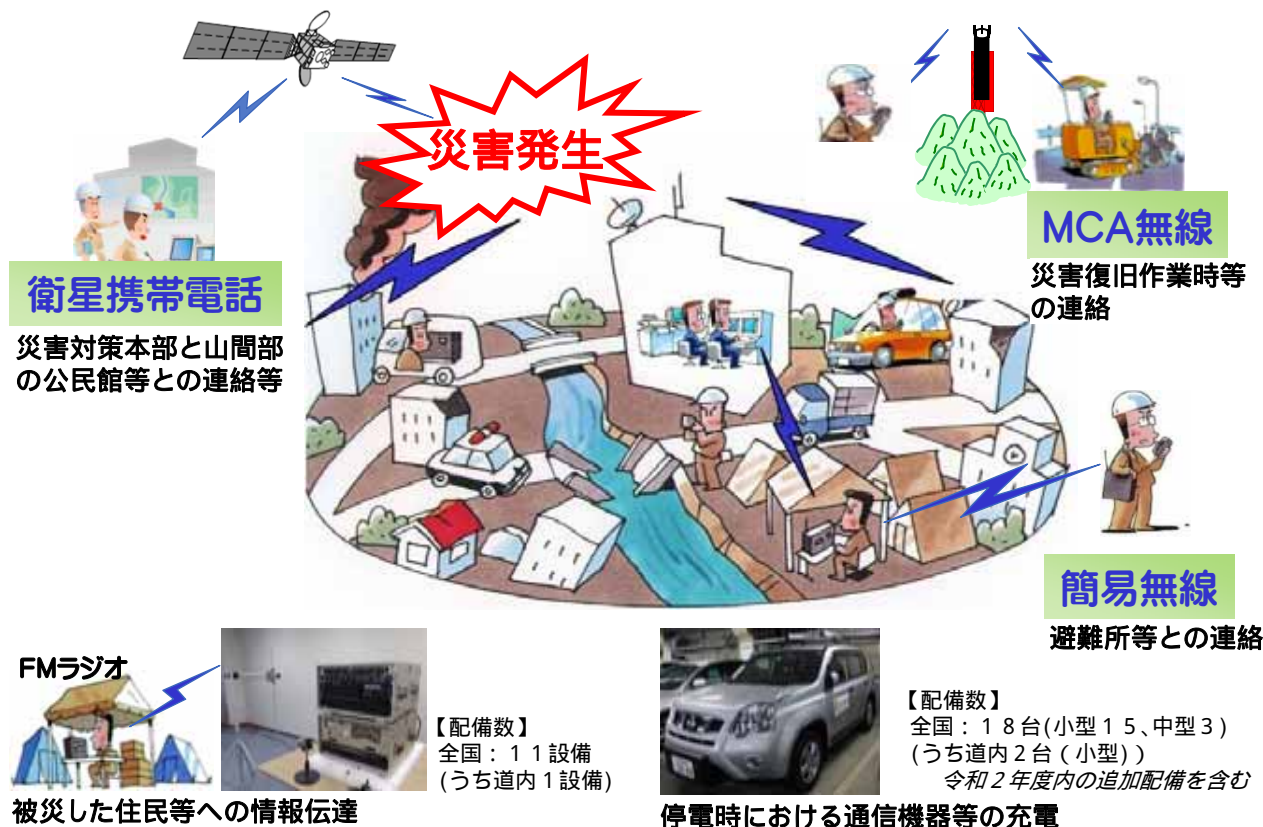 災害発生
MCA無線
災害復旧作業時等
の連絡
衛星携帯電話
災害対策本部と山間部
の公民館等との連絡等
簡易無線
避難所等との連絡
FMラジオ
【配備数】
全国：１１設備
(うち道内１設備)
被災した住民等への情報伝達
【配備数】
全国：１８台(小型１５、中型３)
(うち道内２台（小型))
令和２年度内の追加配備を含む
停電時における通信機器等の充電